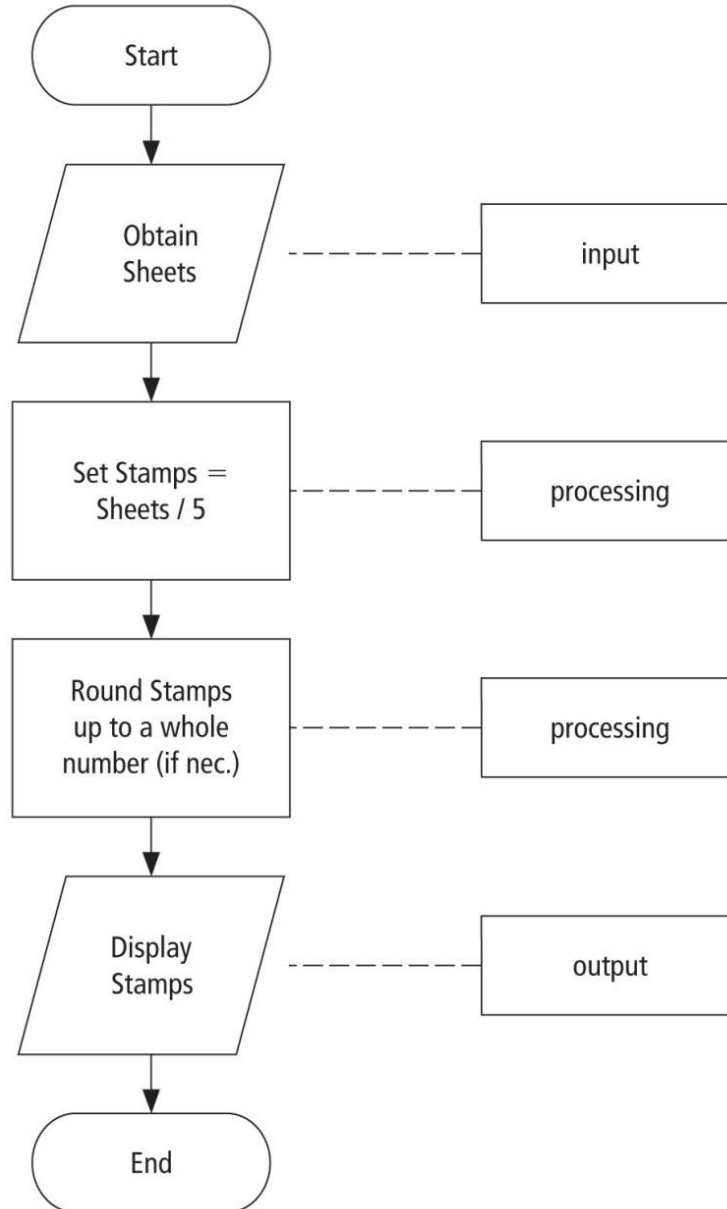 Start
Obtain
Sheets
input
Set Stamps =
Sheets / 5
processing
Round Stamps
up to a whole
number (if nec.)
processing
Display
Stamps
output
End